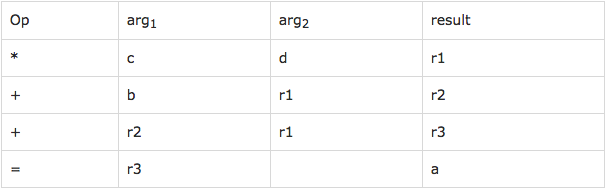 Op arg₁ arg₂ result
* c d r1
+ b r1 r2
+ r2 r1 r3
= r3 a